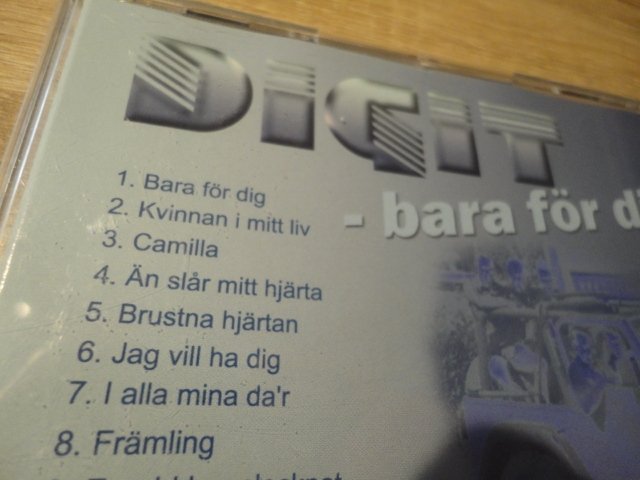 DIGIT
- bara för
1. Bara för dig
2. Kvinnan i mitt liv
3. Camilla
4. Än slår mitt hjärta
5. Brustna hjärtan
6. Jag vill ha dig
7. I alla mina da'r
8. Främling